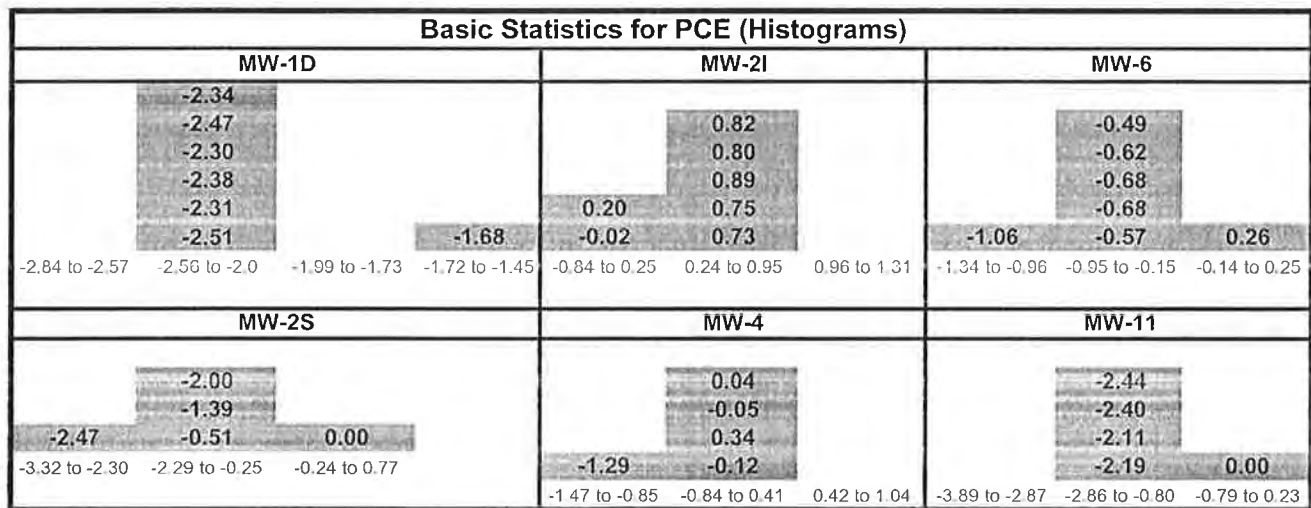 Basic Statistics for PCE (Histograms)
MW-1D MW-2I MW-6
-2.34
-2.47 0.82 -0.49
-2.30 0.80 -0.62
-2.38 0.89 -0.68
-2.31 0.20 0.75 -0.68
-2.51 -1.68 -0.02 0.73 -1.06 -0.57 0.26
-2.84 to -2.57 -2.56 to -2.0 -1.99 to -1.73 -1.72 to -1.45 -0.84 to 0.25 0.24 to 0.95 0.96 to 1.31 -1.34 to -0.96 -0.95 to -0.15 -0.14 to 0.25
MW-2S MW-4 MW-11
-2.00 0.04 -2.44
-1.39 -0.05 -2.40
-2.47 -0.51 0.00 0.34 -2.11
-3.32 to -2.30 -2.29 to -0.25 -0.24 to 0.77 -1.29 -0.12 -2.19 0.00
-1.47 to -0.85 -0.84 to 0.41 0.42 to 1.04 -3.89 to -2.87 -2.86 to -0.80 -0.79 to 0.23